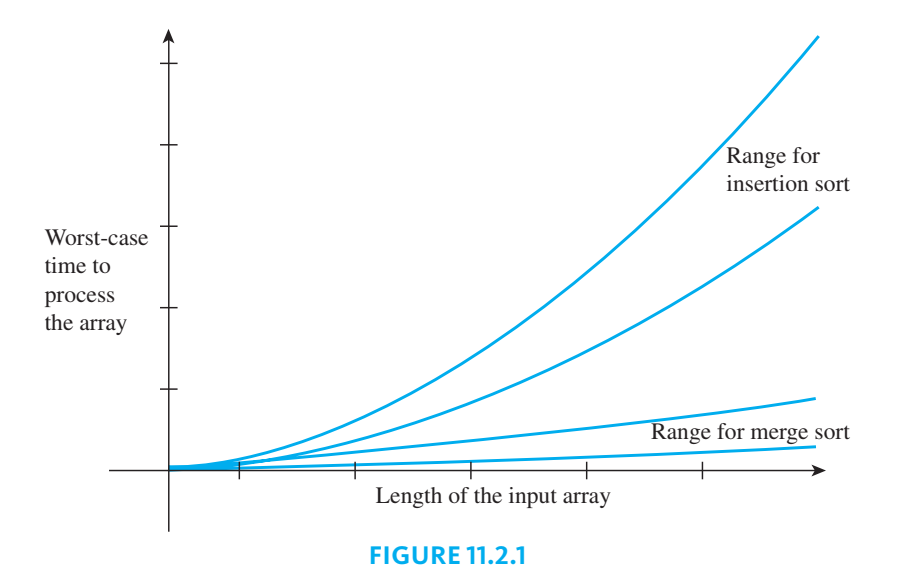 Range for
insertion sort
Worst-case
time to
process
the array
Range for merge sort
Length of the input array
FIGURE 11.2.1